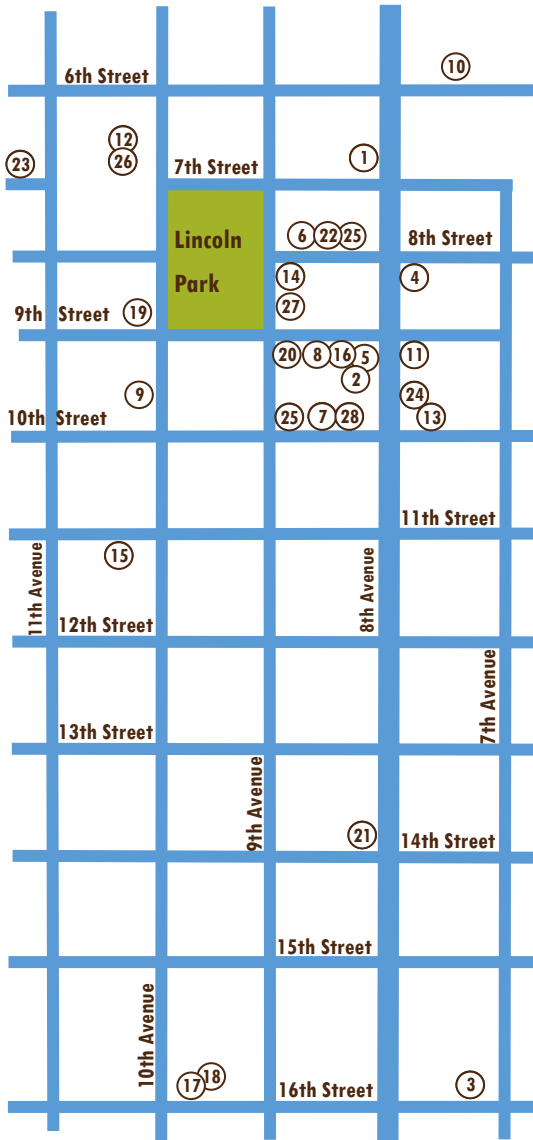 10
6th Street
12
1
26
23
7th Street
6 22 25
Lincoln
8th Street
14
4
Park
27
19
9th Street
20 8 16 5 11
2
9
24
25 7 28 13
10th Street
11th Street
15
11th Avenue
8th Avenue
12th Street
7th Avenue
13th Street
9th Avenue
21
14th Street
15th Street
10th Avenue
18
17
3
16th Street